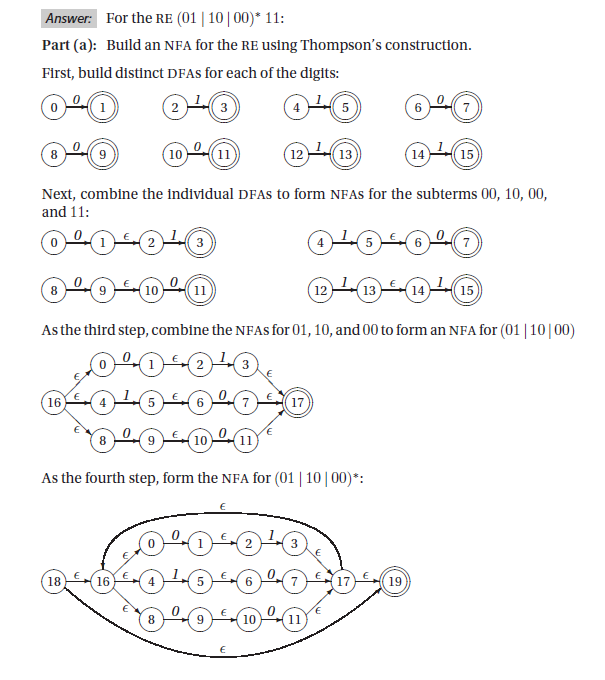 Answer: For the RE (01 | 10 | 00)* 11:
Part (a): Build an NFA for the RE using Thompson's construction.
First, build distinct DFAs for each of the digits:
0 0 1 2 1 3 4 1 5 6 0 7
8 0 9 10 0 11 12 1 13 14 1 15
Next, combine the individual DFAs to form NFAs for the subterms 00, 10, 00,
and 11:
0 0 1 ϵ 2 1 3 4 1 5 ϵ 6 0 7
8 0 9 ϵ 10 0 11 12 1 13 ϵ 14 1 15
As the third step, combine the NFAs for 01, 10, and 00 to form an NFA for (01 | 10 | 00)
ϵ 0 0 1 ϵ 2 1 3 ϵ
16 ϵ 4 1 5 ϵ 6 0 7 ϵ 17
ϵ 8 0 9 ϵ 10 0 11 ϵ
As the fourth step, form the NFA for (01 | 10 | 00)*:
ϵ
ϵ 0 0 1 ϵ 2 1 3 ϵ
18 ϵ 16 ϵ 4 1 5 ϵ 6 0 7 ϵ 17 ϵ 19
ϵ 8 0 9 ϵ 10 0 11 ϵ
ϵ